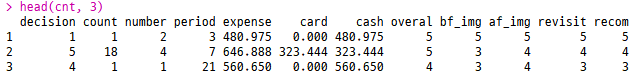 > head(cnt, 3)
decision count number period expense card cash overal bf_img af_img revisit recom
1 1 1 2 3 480.975 0.000 480.975 5 5 5 5 5
2 5 18 4 7 646.888 323.444 323.444 5 3 4 4 4
3 4 1 1 21 560.650 0.000 560.650 4 3 4 3 3